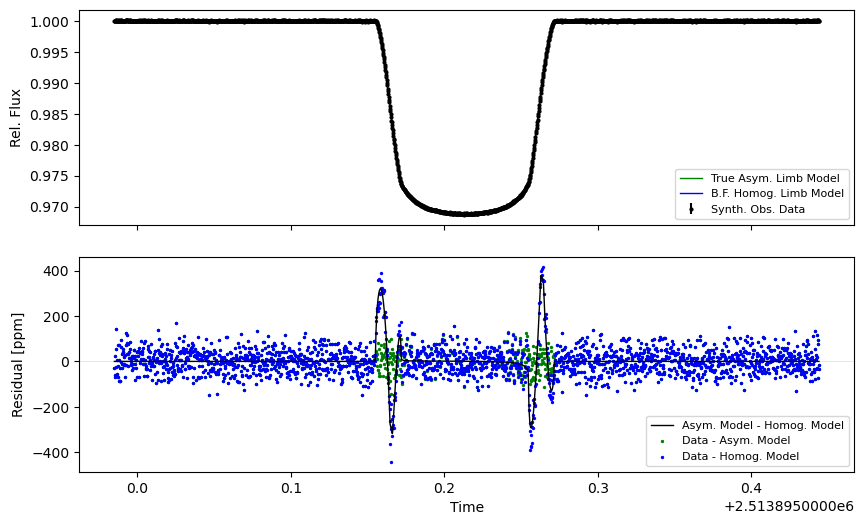 1.000
0.995
0.990
0.985
0.980
0.975
0.970
Rel. Flux
True Asym. Limb Model
B.F. Homog. Limb Model
Synth. Obs. Data
400
200
0
−200
−400
Residual [ppm]
Asym. Model - Homog. Model
Data - Asym. Model
Data - Homog. Model
0.0 0.1 0.2 0.3 0.4
Time
+2.5138950000e6